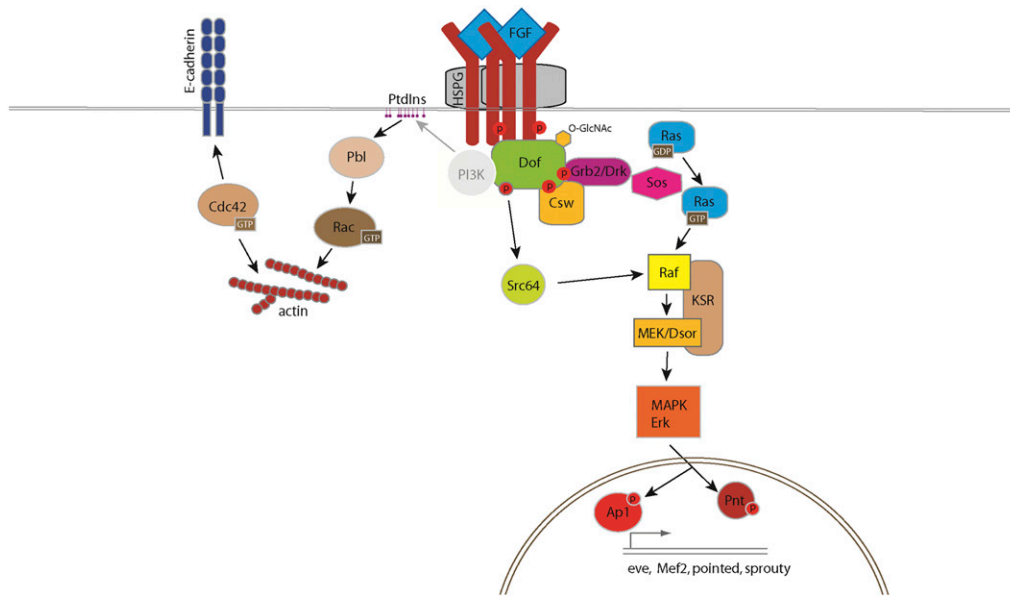 E-cadherin
FGF
HSPG
PtdIns
P
P
O-GlcNAc
Ras
GDP
Pbl
PI3K
Dof
P
Grb2/Drk
Sos
P
P
Csw
Ras
GTP
Cdc42
GTP
Rac
GTP
Src64
Raf
KSR
MEK/Dsor
actin
MAPK
Erk
P
Ap1
Pnt
P
eve, Mef2, pointed, sprouty